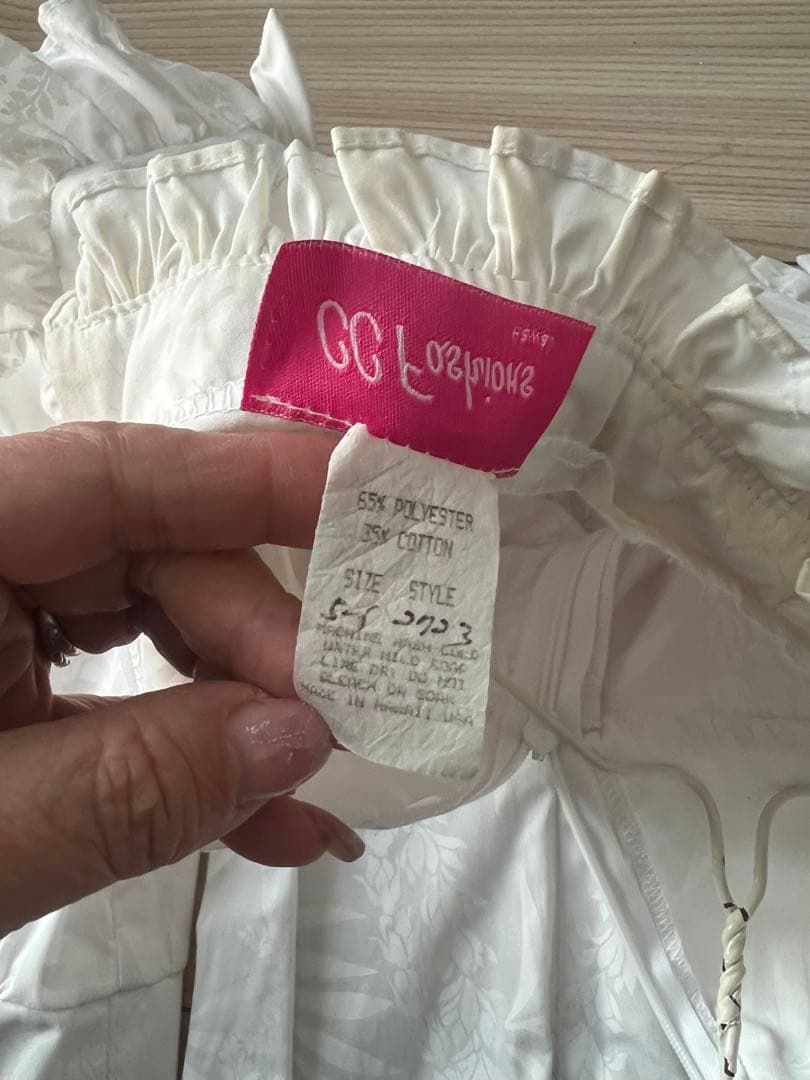 CC Fashions
65% POLYESTER
35% COTTON
SIZE STYLE
2723
MACHINE WASH COLD
WATER MILD
LINE DRY DO NOT
BLEACH OR SOAK
MADE IN HAWAII USA